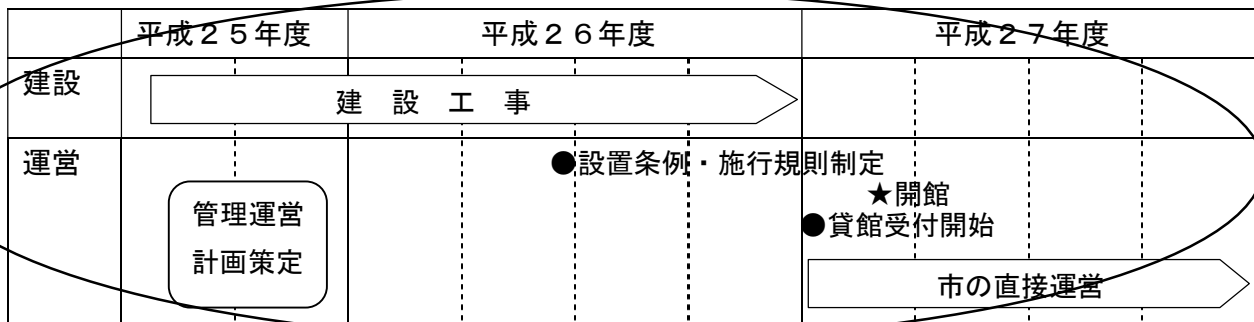 平成２５年度
平成２６年度
平成２７年度
建設
建　設　工　事
運営
●設置条例・施行規則制定
★開館
●貸館受付開始
管理運営
計画策定
市の直接運営